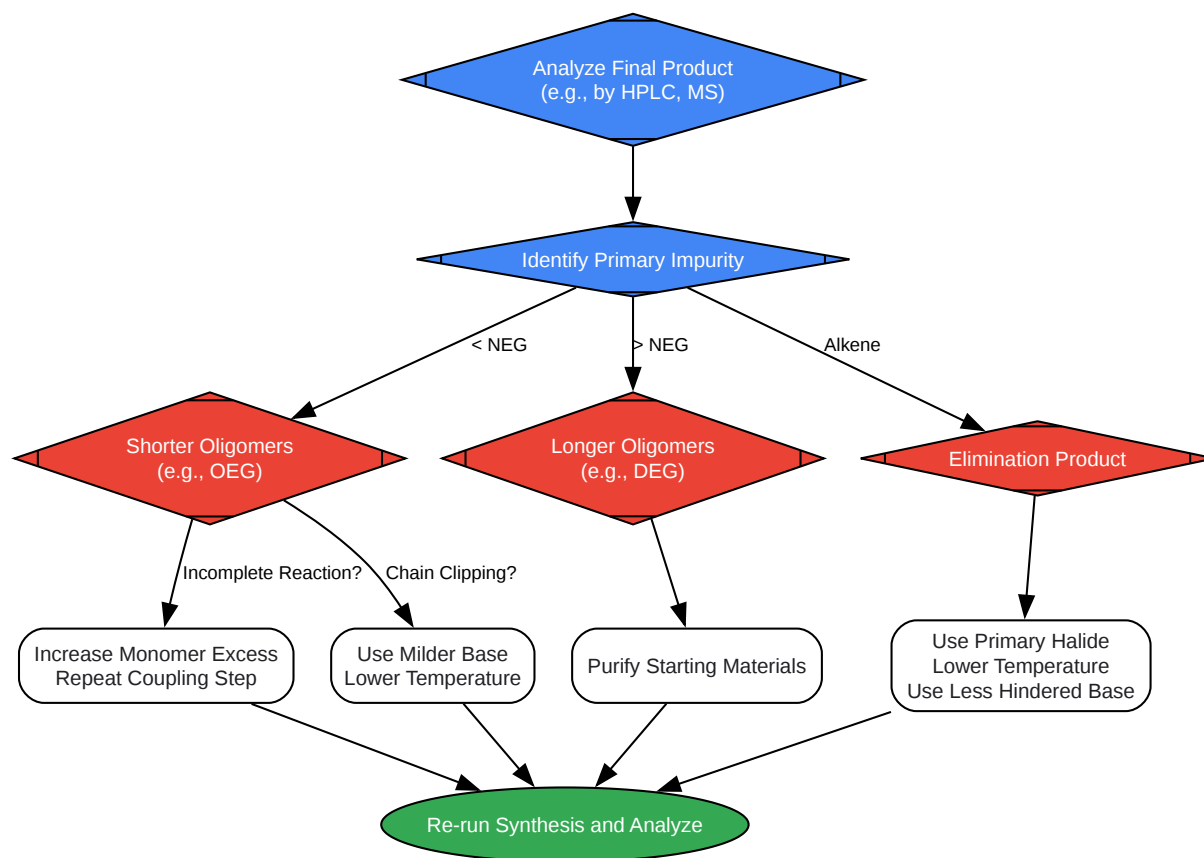 Analyze Final Product
(e.g., by HPLC, MS)
Identify Primary Impurity
< NEG
> NEG
Alkene
Shorter Oligomers
(e.g., OEG)
Longer Oligomers
(e.g., DEG)
Elimination Product
Incomplete Reaction?
Chain Clipping?
Increase Monomer Excess
Repeat Coupling Step
Use Milder Base
Lower Temperature
Purify Starting Materials
Use Primary Halide
Lower Temperature
Use Less Hindered Base
Re-run Synthesis and Analyze